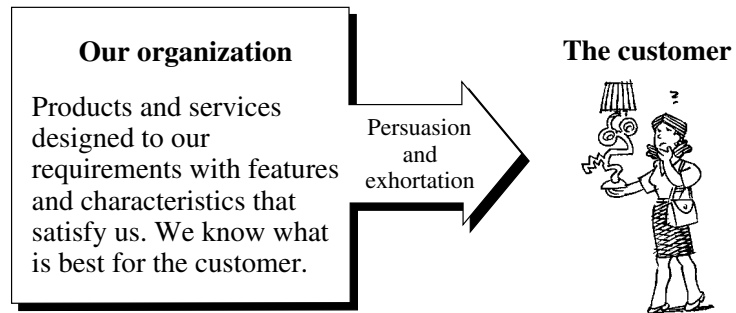 Our organization
Products and services
designed to our
requirements with features
and characteristics that
satisfy us. We know what
is best for the customer.
Persuasion
and
exhortation
The customer
?